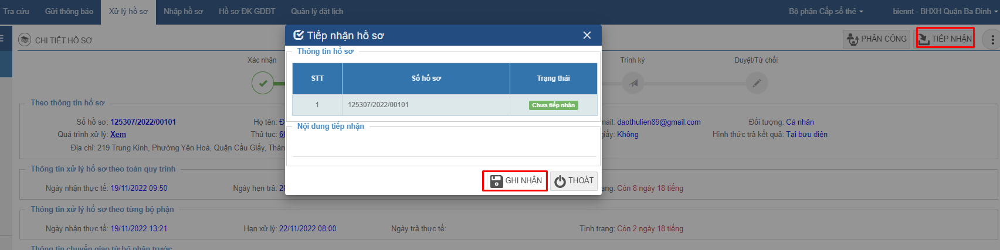 Tra cứu Gửi thông báo Xử lý hồ sơ Nhập hồ sơ Hồ sơ ĐK GDĐT Quản lý đặt lịch Bộ phận Cấp sổ-thẻ biennt - BHXH Quận Ba Đình
CHI TIẾT HỒ SƠ
PHÂN CÔNG TIẾP NHẬN
Tiếp nhận hồ sơ
Thông tin hồ sơ
STT Số hồ sơ Trạng thái
1 125307/2022/00101 Chưa tiếp nhận
Nội dung tiếp nhận
GHI NHẬN THOÁT
Xác nhận Trình ký Duyệt/Từ chối
Theo thông tin hồ sơ
Số hồ sơ: 125307/2022/00101 Họ tên: daothulien89@gmail.com Đối tượng: Cá nhân
Quá trình xử lý: Xem Thủ tục: giấy: Không Hình thức trả kết quả: Tại bưu điện
Địa chỉ: 219 Trung Kính, Phường Yên Hoà, Quận Cầu Giấy,
Thông tin xử lý hồ sơ theo toàn quy trình
Ngày nhận thực tế: 19/11/2022 09:50 Ngày hẹn trả: Còn 8 ngày 18 tiếng
Thông tin xử lý hồ sơ theo từng bộ phận
Ngày nhận thực tế: 19/11/2022 13:21 Hạn xử lý: 22/11/2022 08:00 Ngày trả thực tế: Tình trạng: Còn 2 ngày 18 tiếng
Thông tin chuyển giao từ bộ phận trước